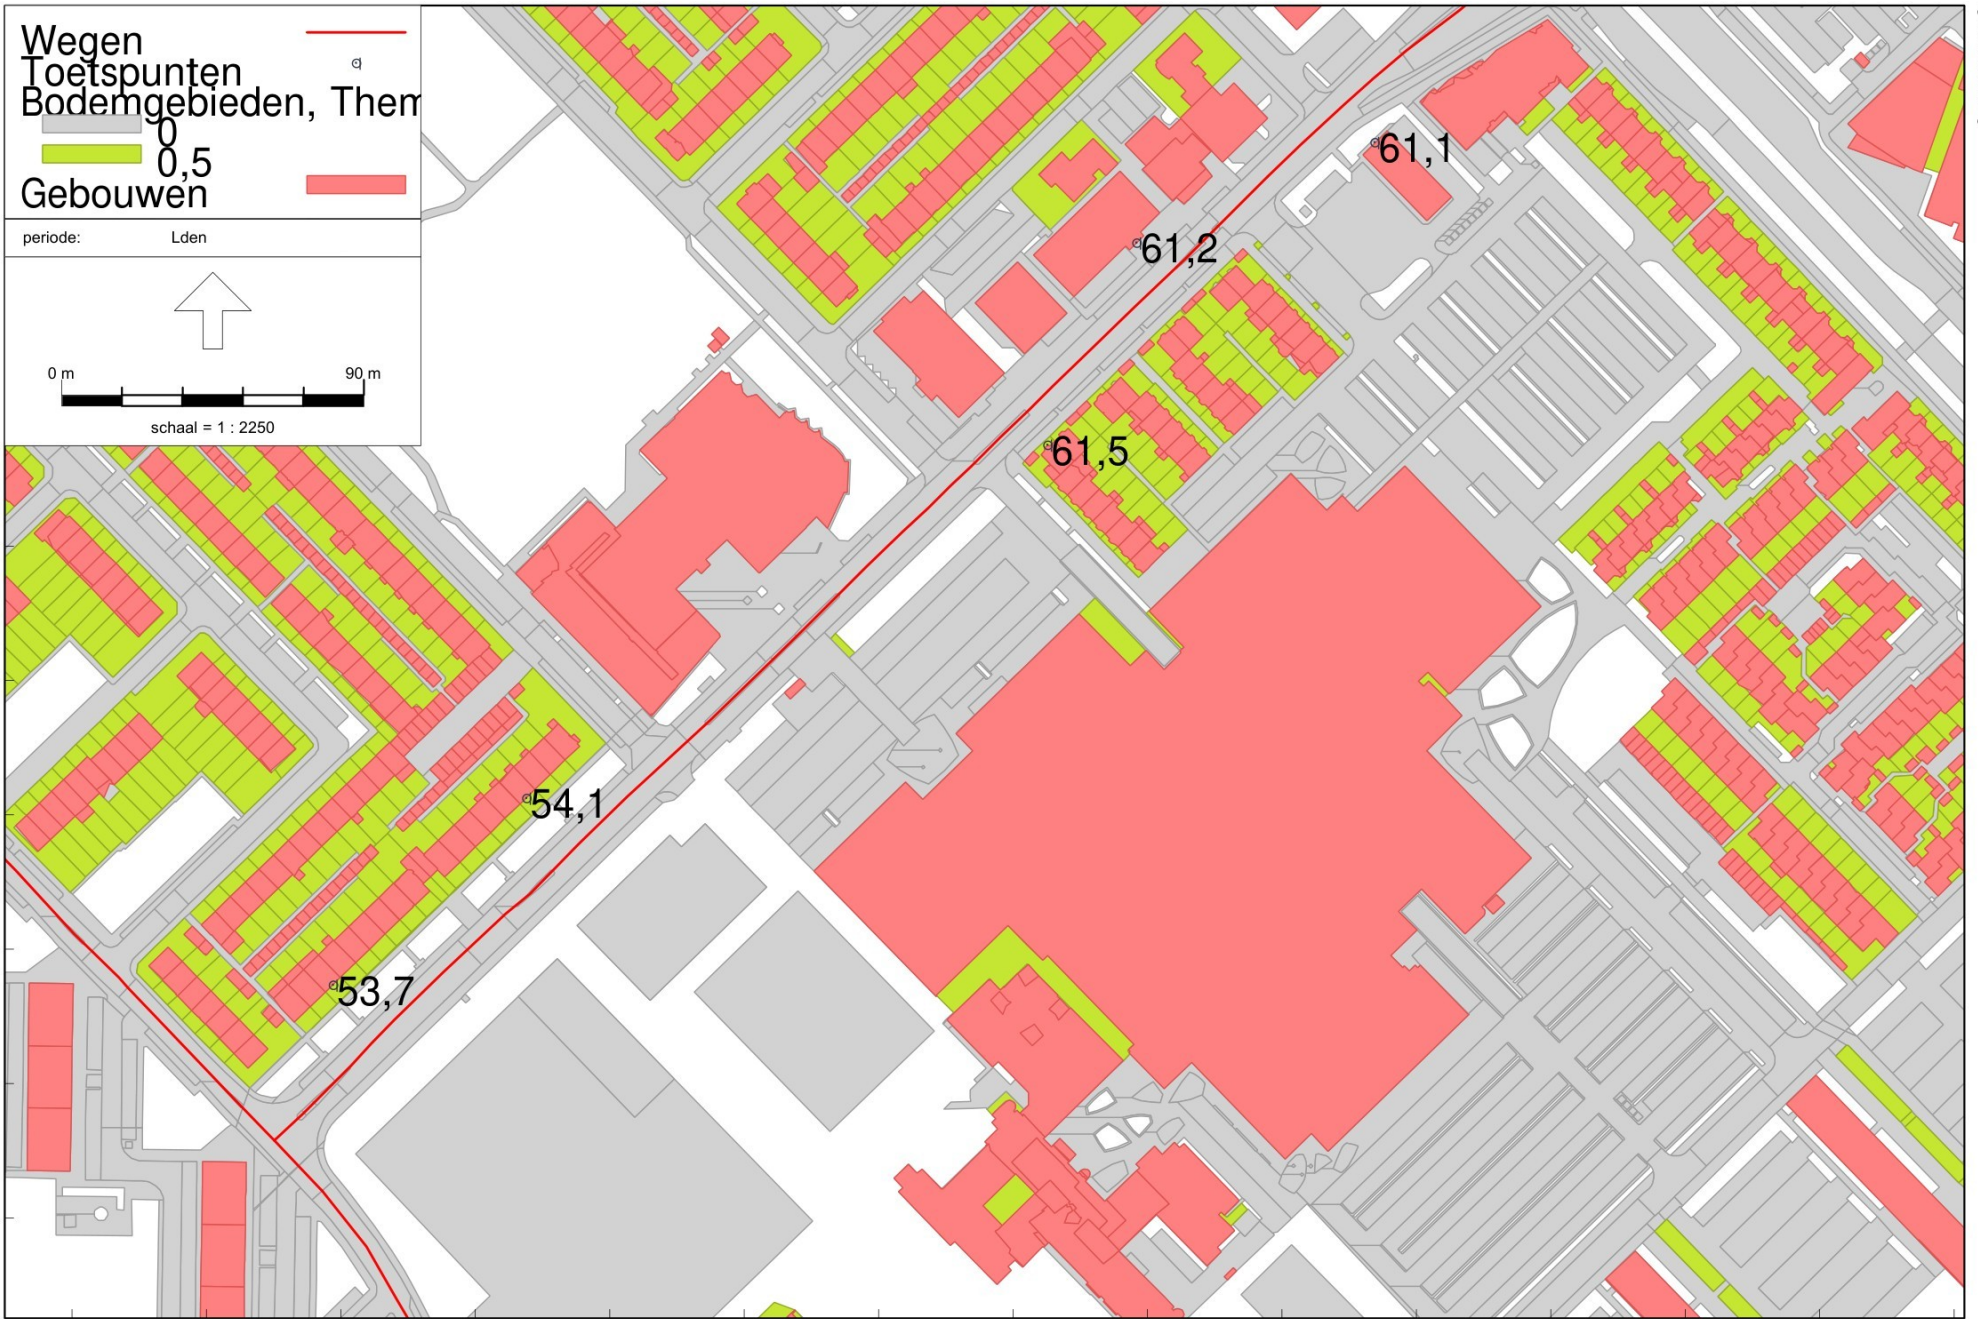 Wegen
Toetspunten
Bodemgebieden, Them
0
0,5
Gebouwen
periode: Lden
0 m 90 m
schaal = 1 : 2250
61,1
61,2
61,5
54,1
53,7